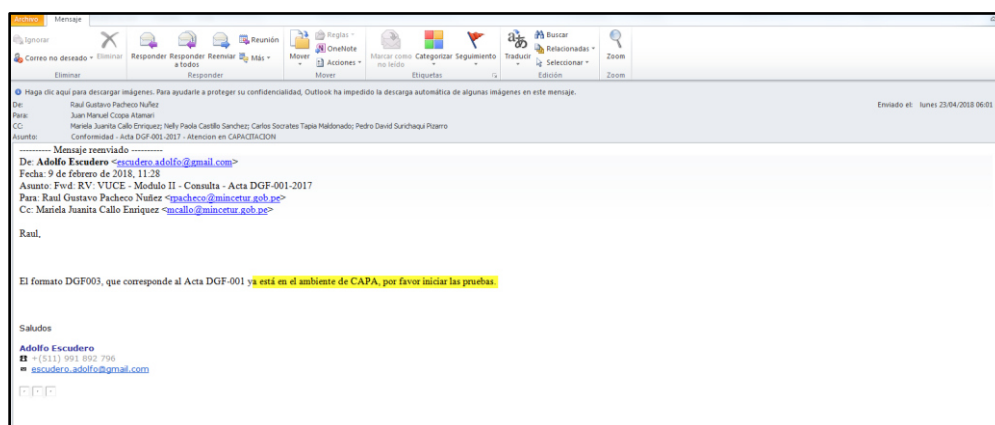 Archivo Mensaje
Ignorar
Correo no deseado
Eliminar
Responder
Responder a todos
Reenviar
Reunión
Más
Mover
Reglas
OneNote
Acciones
Marcar como no leído
Categorizar
Seguimiento
Traducir
Buscar
Relacionadas
Seleccionar
Zoom
Eliminar Responder Mover Etiquetas Edición Zoom
Haga clic aquí para descargar imágenes. Para ayudarle a proteger su confidencialidad, Outlook ha impedido la descarga automática de algunas imágenes en este mensaje.
De: Raul Gustavo Pacheco Nuñez Enviado el: lunes 23/04/2018 06:01
Para: Juan Manuel Ccopa Atamari
CC: Mariela Juanita Callo Enriquez; Nelly Paola Castillo Sanchez; Carlos Socrates Tapia Maldonado; Pedro David Surichaqui Pizarro
Asunto: Conformidad - Acta DGF-001-2017 - Atencion en CAPACITACION
---------- Mensaje reenviado ----------
De: Adolfo Escudero <escudero.adolfo@gmail.com>
Fecha: 9 de febrero de 2018, 11:28
Asunto: Fwd: RV: VUCE - Modulo II - Consulta - Acta DGF-001-2017
Para: Raul Gustavo Pacheco Nuñez <rpacheco@mincetur.gob.pe>
Cc: Mariela Juanita Callo Enriquez <mcallo@mincetur.gob.pe>
Raul,
El formato DGF003, que corresponde al Acta DGF-001 ya está en el ambiente de CAPA, por favor iniciar las pruebas.
Saludos
Adolfo Escudero
+(511) 991 892 796
escudero.adolfo@gmail.com